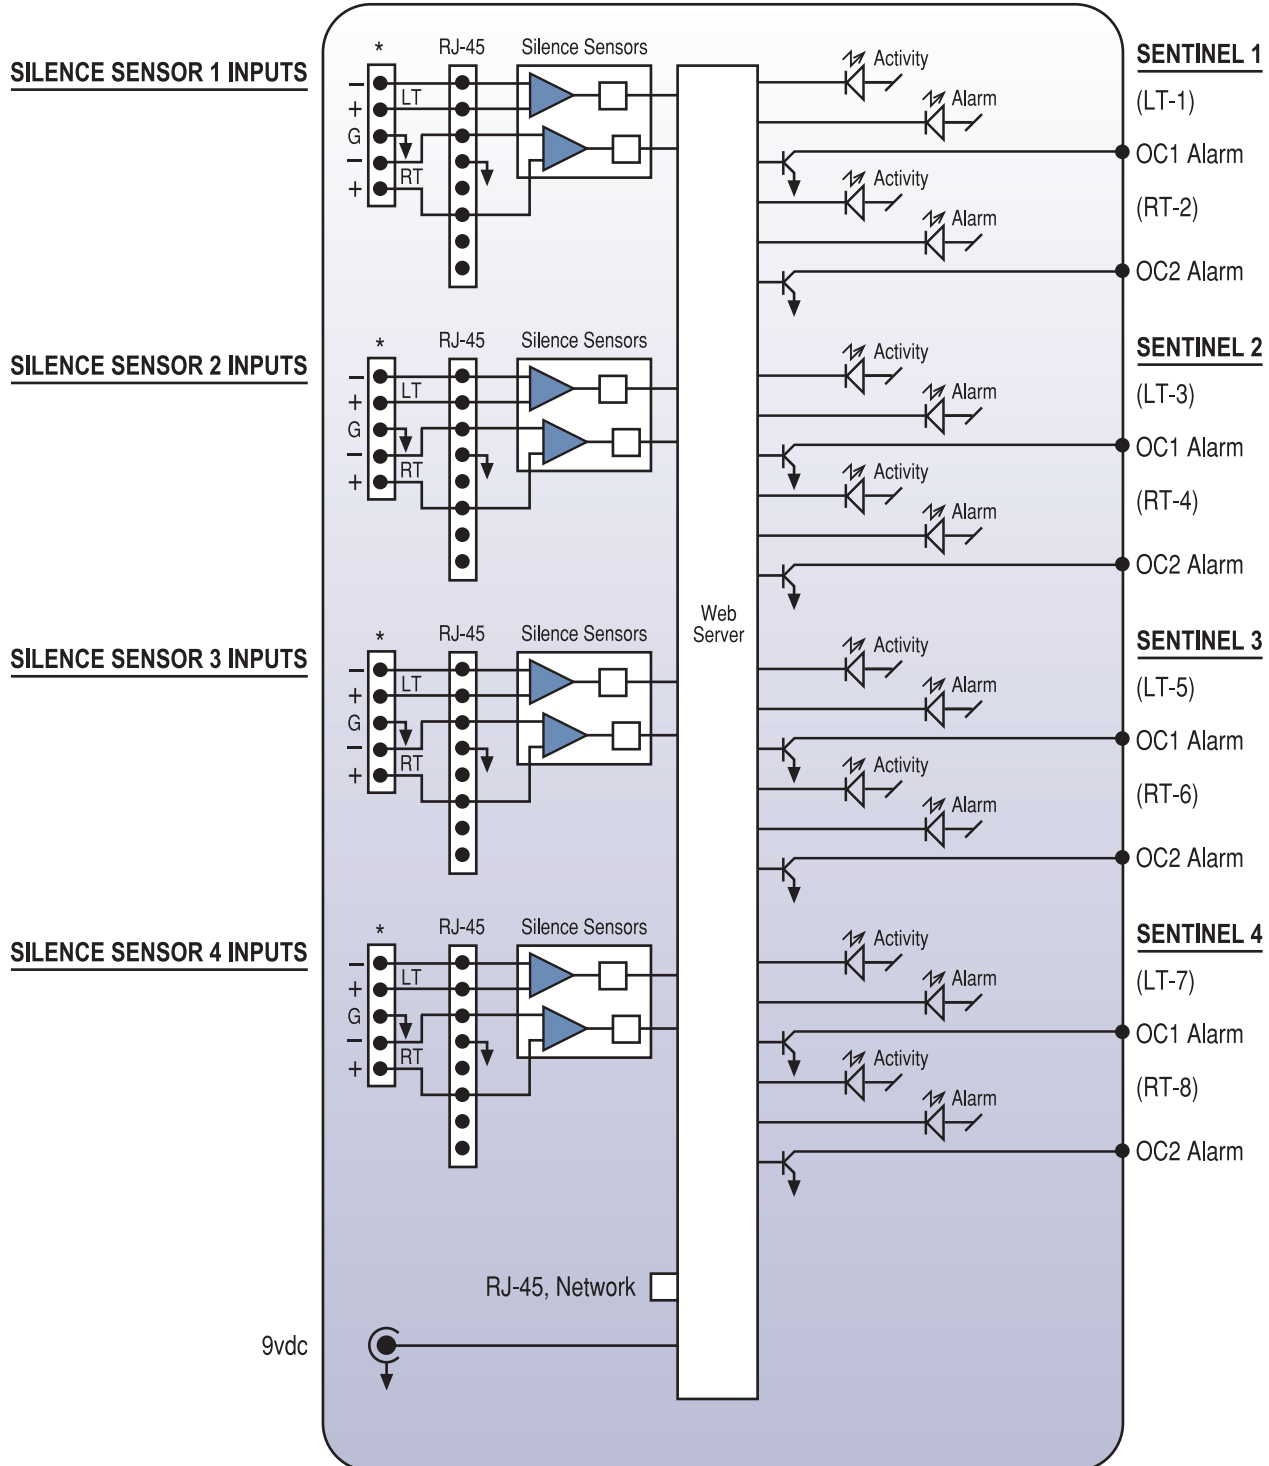 * RJ-45 Silence Sensors
SILENCE SENSOR 1 INPUTS
−
+
G
−
+
LT
RT
Activity
Alarm
Activity
Alarm
SENTINEL 1
(LT-1)
OC1 Alarm
(RT-2)
OC2 Alarm
* RJ-45 Silence Sensors
SILENCE SENSOR 2 INPUTS
−
+
G
−
+
LT
RT
Activity
Alarm
Activity
Alarm
SENTINEL 2
(LT-3)
OC1 Alarm
(RT-4)
OC2 Alarm
Web
Server
* RJ-45 Silence Sensors
SILENCE SENSOR 3 INPUTS
−
+
G
−
+
LT
RT
Activity
Alarm
Activity
Alarm
SENTINEL 3
(LT-5)
OC1 Alarm
(RT-6)
OC2 Alarm
* RJ-45 Silence Sensors
SILENCE SENSOR 4 INPUTS
−
+
G
−
+
LT
RT
Activity
Alarm
Activity
Alarm
SENTINEL 4
(LT-7)
OC1 Alarm
(RT-8)
OC2 Alarm
RJ-45, Network
9vdc